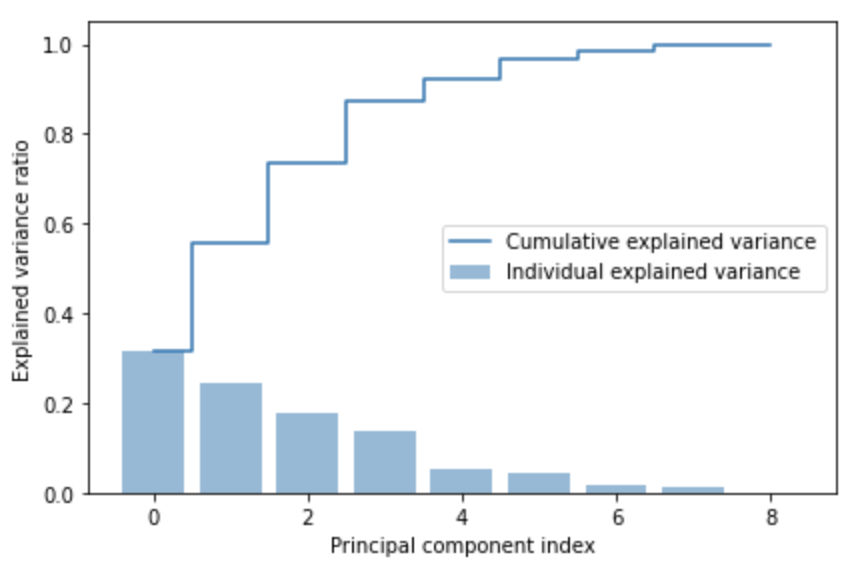 1.0
0.8
0.6
0.4
0.2
0.0
Explained variance ratio
Cumulative explained variance
Individual explained variance
0 2 4 6 8
Principal component index